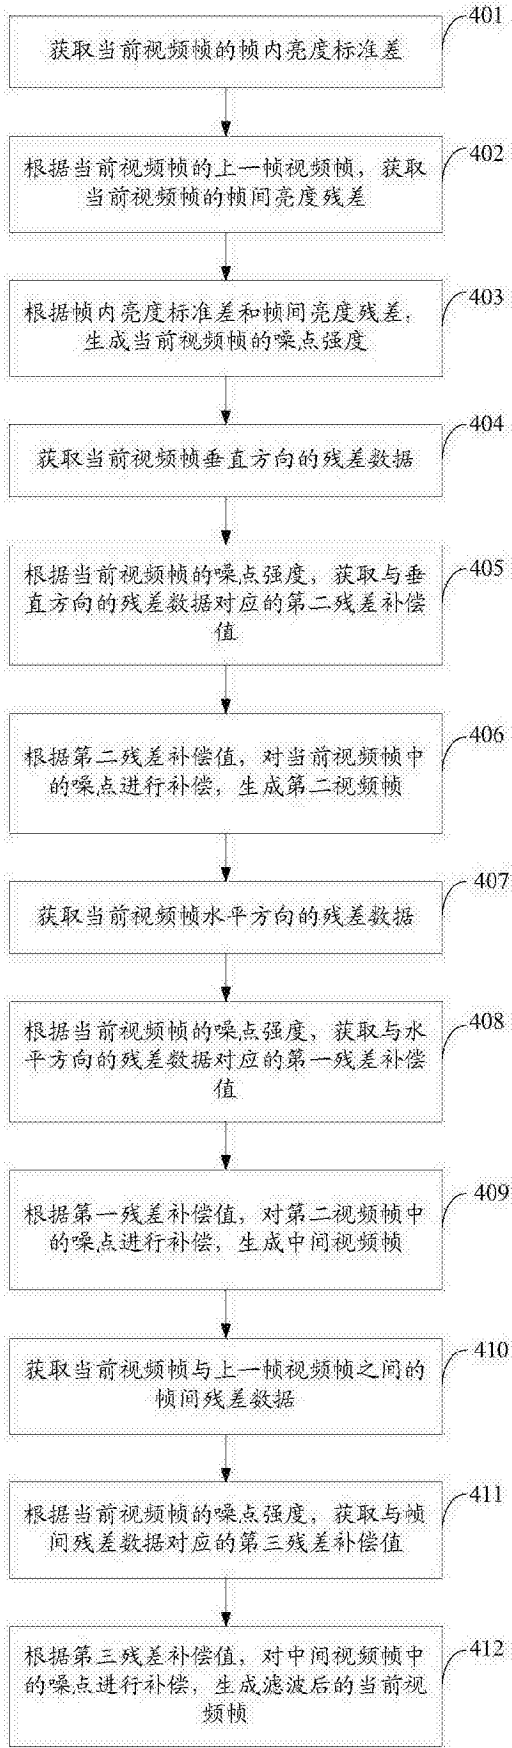 401
获取当前视频帧的帧内亮度标准差
402
根据当前视频帧的上一帧视频帧，获取
当前视频帧的帧间亮度残差
403
根据帧内亮度标准差和帧间亮度残差，
生成当前视频帧的噪点强度
404
获取当前视频帧垂直方向的残差数据
405
根据当前视频帧的噪点强度，获取与垂
直方向的残差数据对应的第二残差补偿
值
406
根据第二残差补偿值，对当前视频帧中
的噪点进行补偿，生成第二视频帧
407
获取当前视频帧水平方向的残差数据
408
根据当前视频帧的噪点强度，获取与水
平方向的残差数据对应的第一残差补偿
值
409
根据第一残差补偿值，对第二视频帧中
的噪点进行补偿，生成中间视频帧
410
获取当前视频帧与上一帧视频帧之间的
帧间残差数据
411
根据当前视频帧的噪点强度，获取与帧
间残差数据对应的第三残差补偿值
412
根据第三残差补偿值，对中间视频帧中
的噪点进行补偿，生成滤波后的当前视
频帧